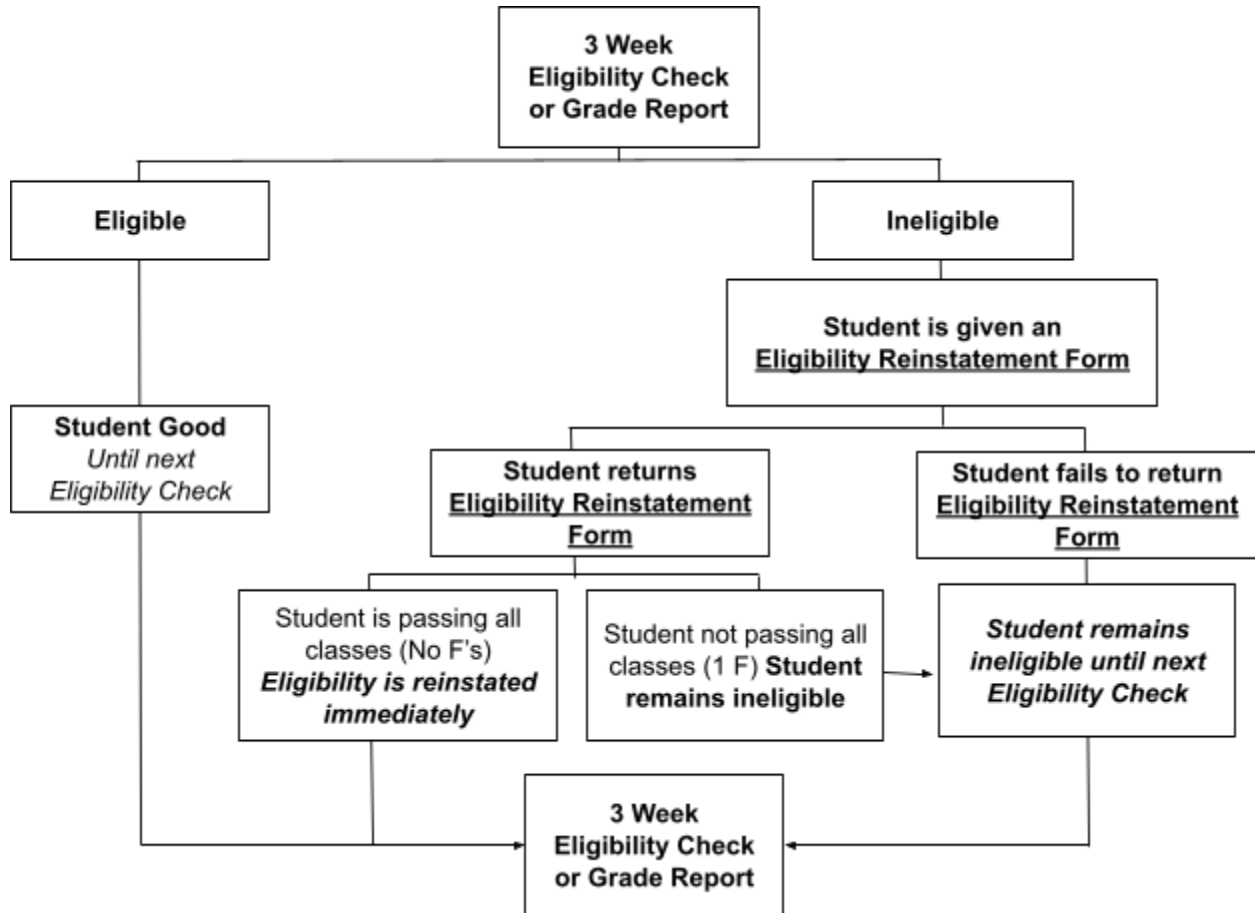 3 Week
Eligibility Check
or Grade Report
Eligible
Ineligible
Student is given an
Eligibility Reinstatement Form
Student Good
Until next
Eligibility Check
Student returns
Eligibility Reinstatement
Form
Student fails to return
Eligibility Reinstatement
Form
Student is passing all
classes (No F's)
Eligibility is reinstated
immediately
Student not passing all
classes (1 F) Student
remains ineligible
Student remains
ineligible until next
Eligibility Check
3 Week
Eligibility Check
or Grade Report